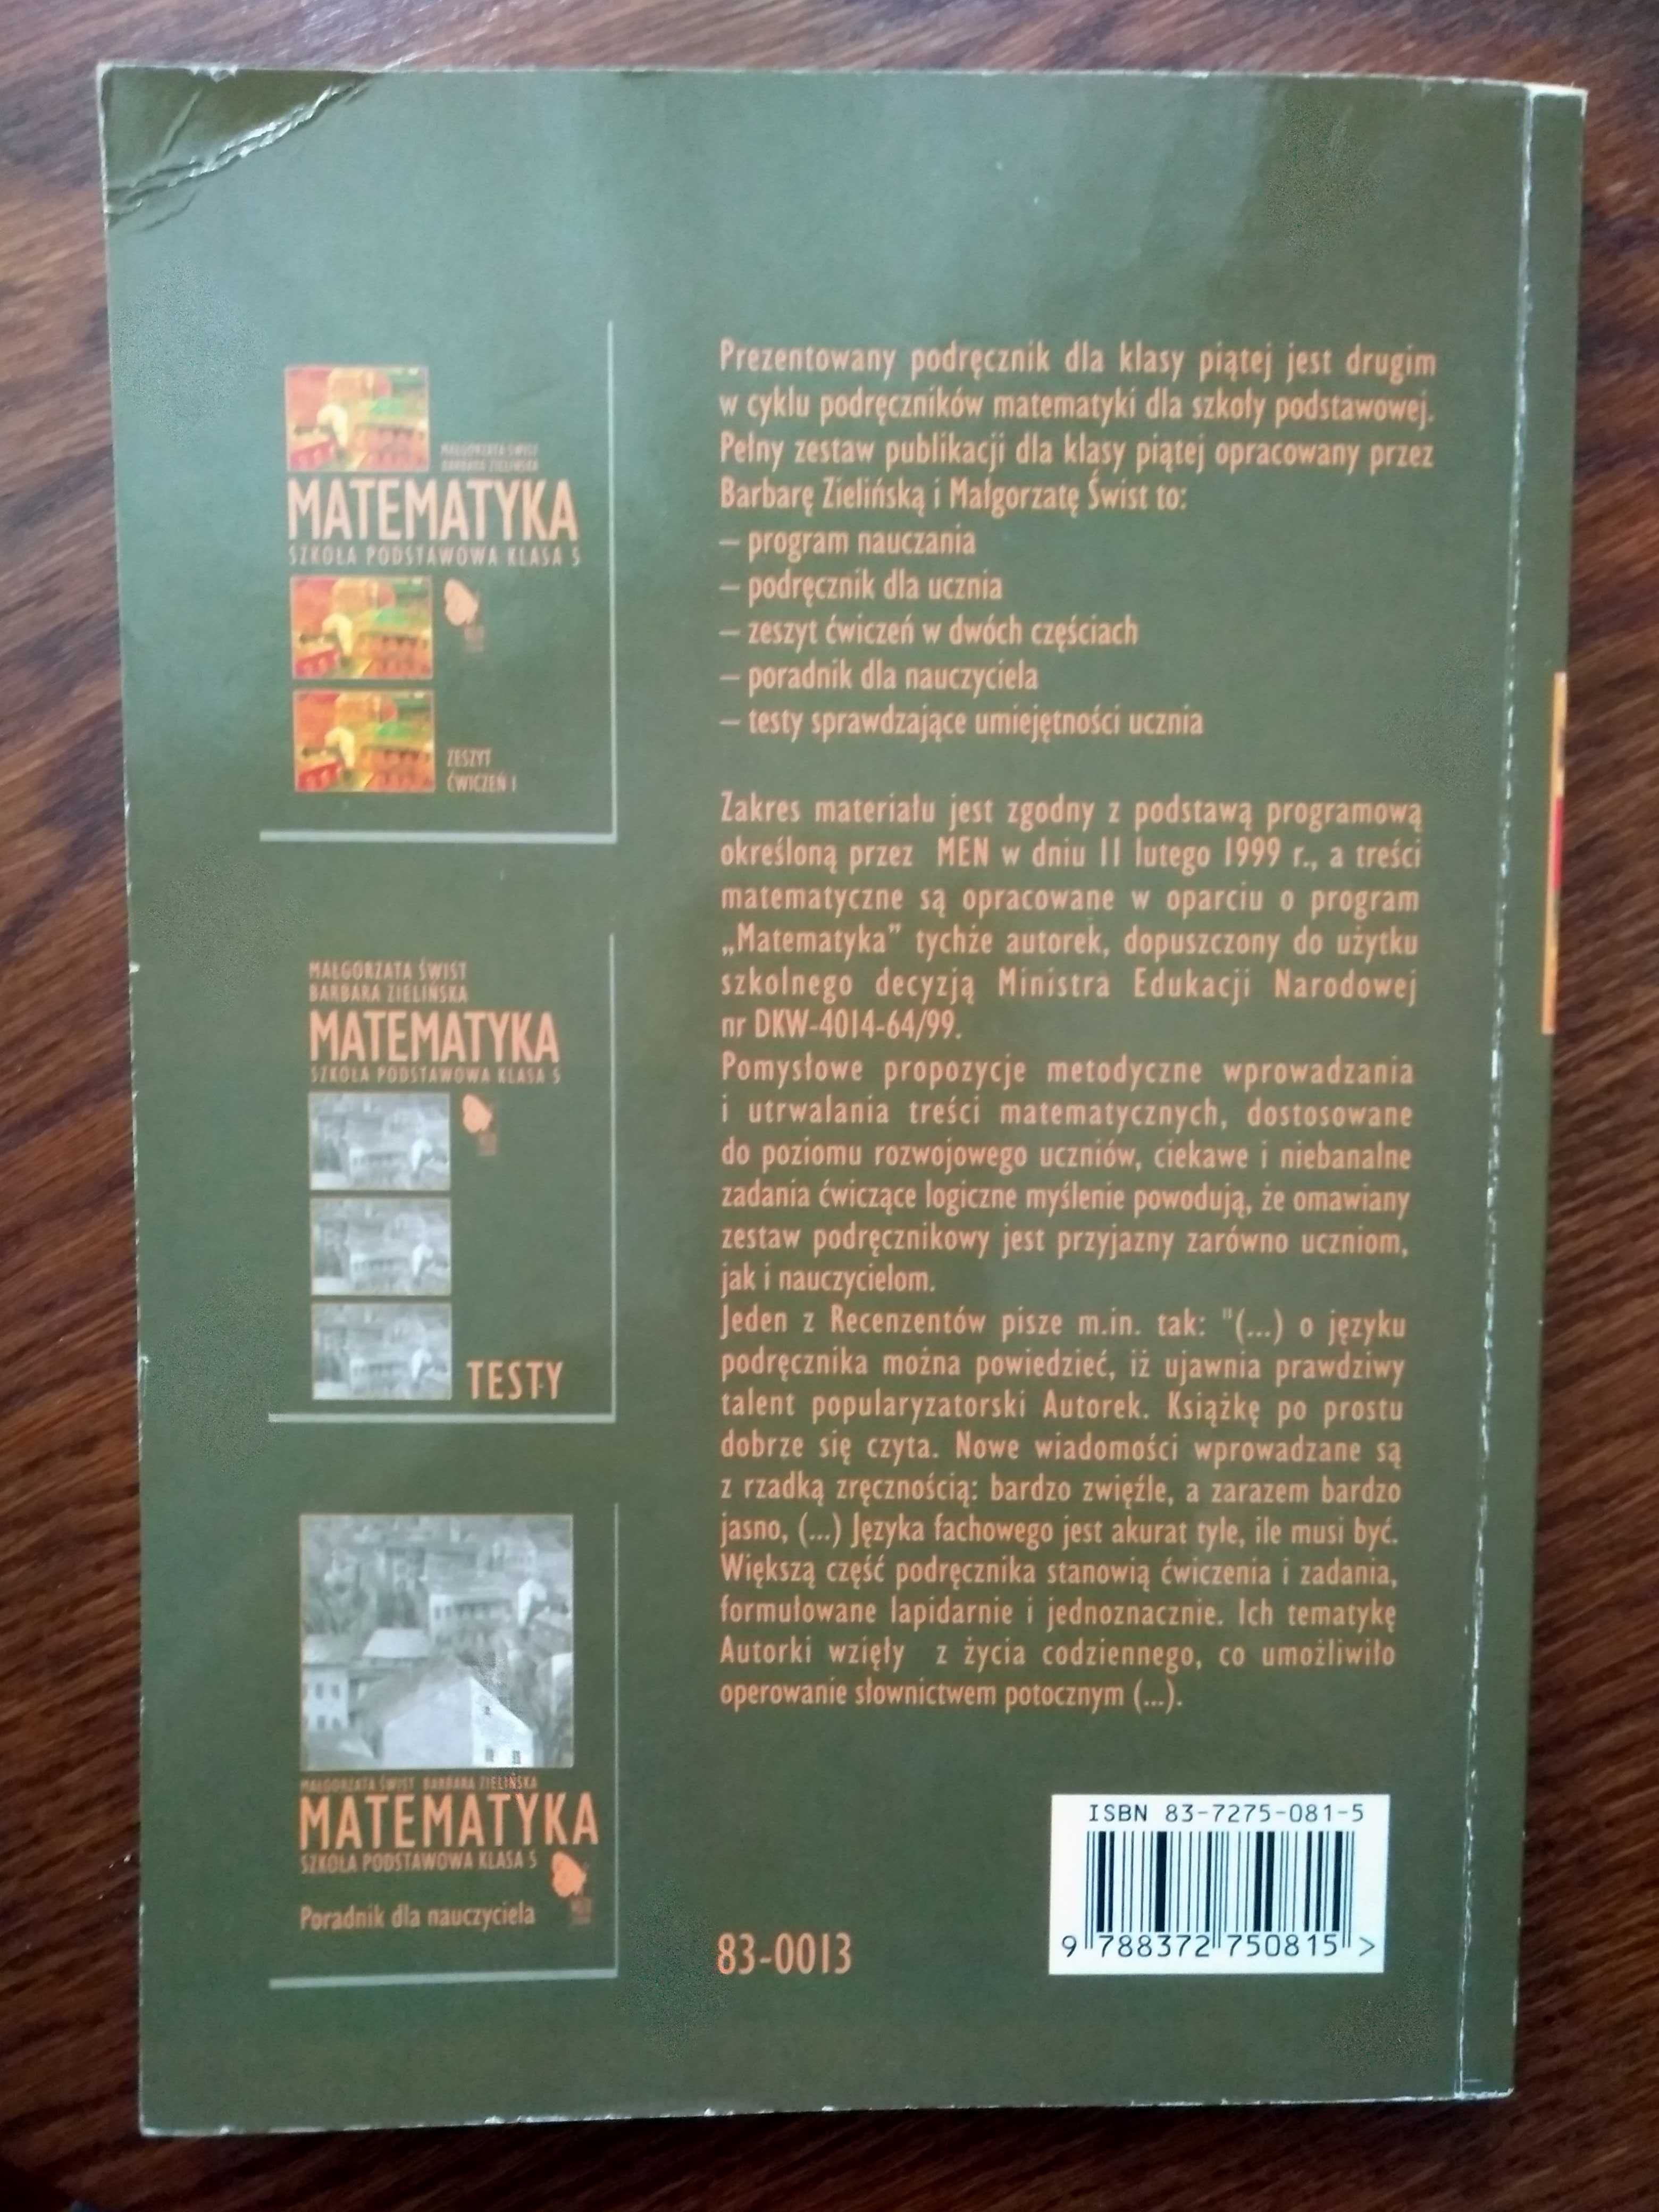 MAŁGORZATA ŚWIST
BARBARA ZIELIŃSKA
MATEMATYKA
SZKOŁA PODSTAWOWA KLASA 5
ZESZYT
ĆWICZEŃ I
MAŁGORZATA ŚWIST
BARBARA ZIELIŃSKA
MATEMATYKA
SZKOŁA PODSTAWOWA KLASA 5
TESTY
MAŁGORZATA ŚWIST BARBARA ZIELIŃSKA
MATEMATYKA
SZKOŁA PODSTAWOWA KLASA 5
Poradnik dla nauczyciela
Prezentowany podręcznik dla klasy piątej jest drugim
w cyklu podręczników matematyki dla szkoły podstawowej.
Pełny zestaw publikacji dla klasy piątej opracowany przez
Barbarę Zielińską i Małgorzatę Świst to:
– program nauczania
– podręcznik dla ucznia
– zeszyt ćwiczeń w dwóch częściach
– poradnik dla nauczyciela
– testy sprawdzające umiejętności ucznia
Zakres materiału jest zgodny z podstawą programową
określoną przez MEN w dniu 11 lutego 1999 r., a treści
matematyczne są opracowane w oparciu o program
„Matematyka” tychże autorek, dopuszczony do użytku
szkolnego decyzją Ministra Edukacji Narodowej
nr DKW-4014-64/99.
Pomysłowe propozycje metodyczne wprowadzania
i utrwalania treści matematycznych, dostosowane
do poziomu rozwojowego uczniów, ciekawe i niebanalne
zadania ćwiczące logiczne myślenie powodują, że omawiany
zestaw podręcznikowy jest przyjazny zarówno uczniom,
jak i nauczycielom.
Jeden z Recenzentów pisze m.in. tak: "(...) o języku
podręcznika można powiedzieć, iż ujawnia prawdziwy
talent popularyzatorski Autorek. Książkę po prostu
dobrze się czyta. Nowe wiadomości wprowadzane są
z rzadką zręcznością: bardzo zwięźle, a zarazem bardzo
jasno, (...) Języka fachowego jest akurat tyle, ile musi być.
Większą część podręcznika stanowią ćwiczenia i zadania,
formułowane lapidarnie i jednoznacznie. Ich tematykę
Autorki wzięły z życia codziennego, co umożliwiło
operowanie słownictwem potocznym (...).
83-0013
ISBN 83-7275-081-5
9 788372 750815 >